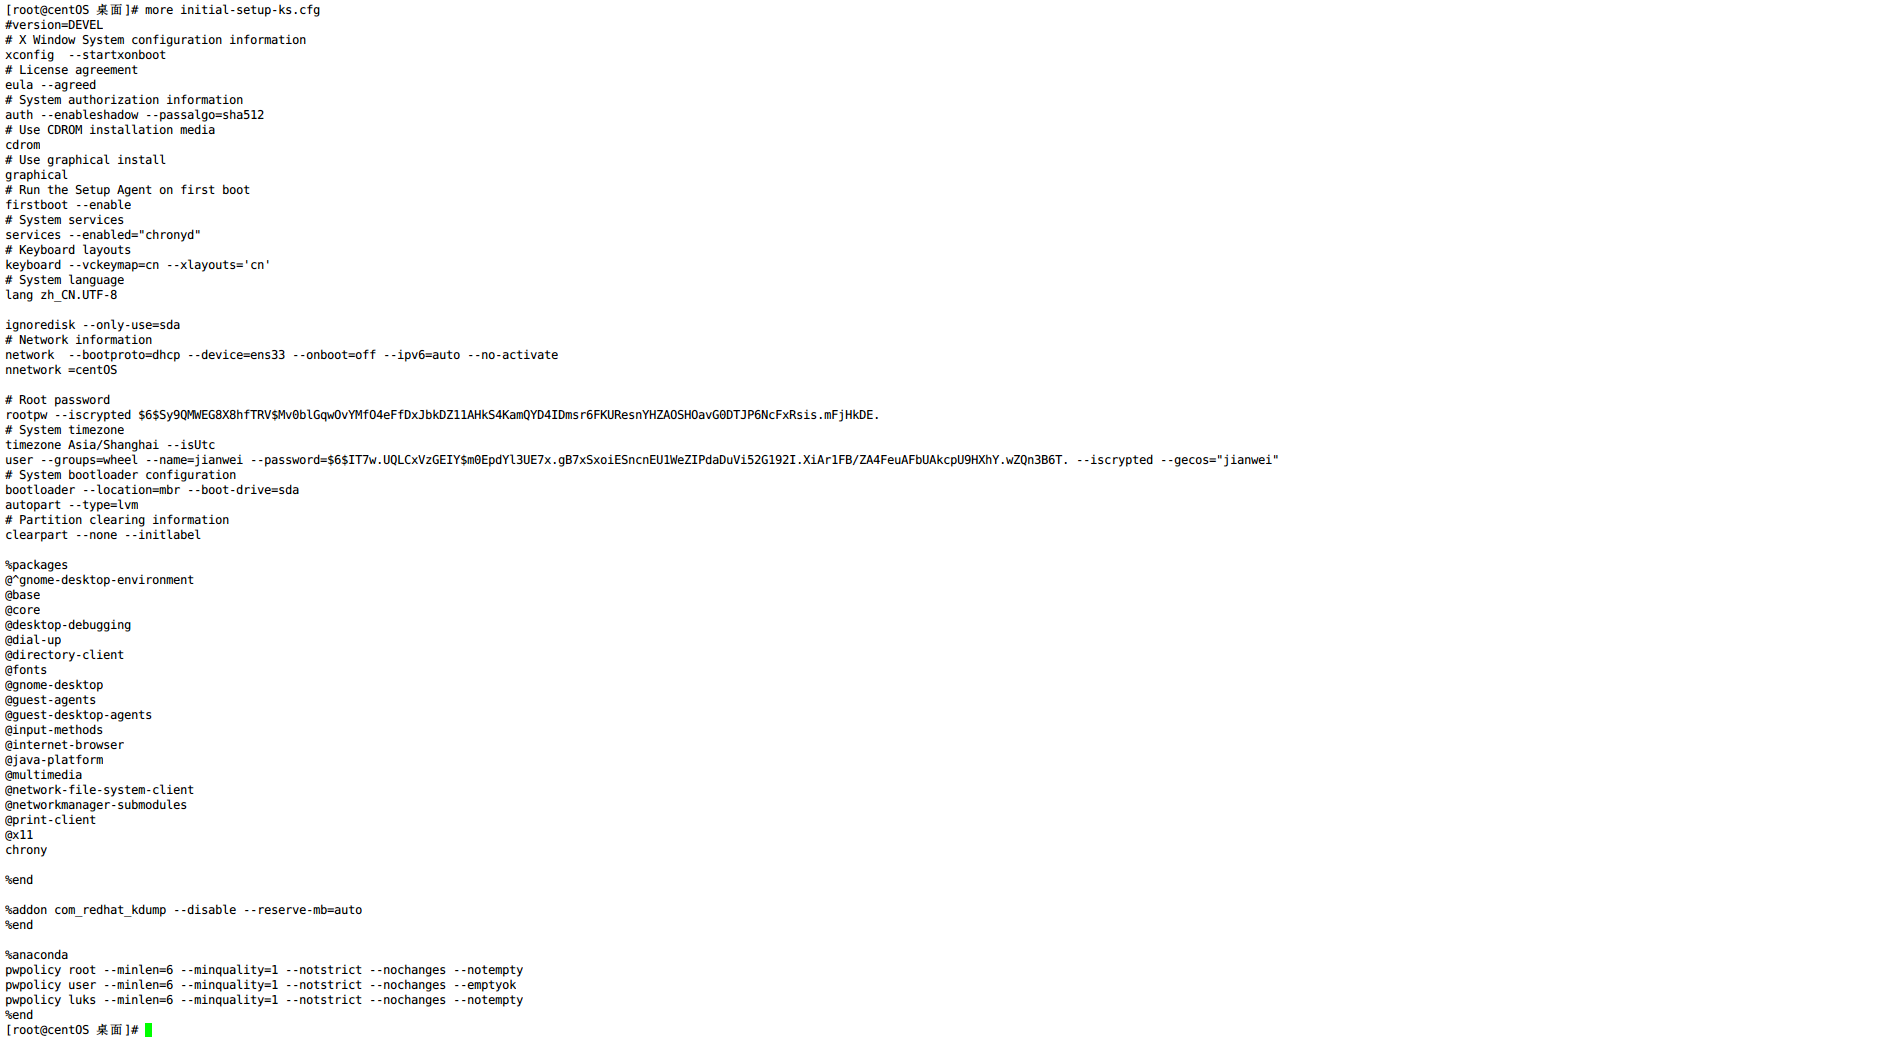 [root@centOS 桌面]# more initial-setup-ks.cfg
#version=DEVEL
# X Window System configuration information
xconfig  --startxonboot
# License agreement
eula --agreed
# System authorization information
auth --enableshadow --passalgo=sha512
# Use CDROM installation media
cdrom
# Use graphical install
graphical
# Run the Setup Agent on first boot
firstboot --enable
# System services
services --enabled="chronyd"
# Keyboard layouts
keyboard --vckeymap=cn --xlayouts='cn'
# System language
lang zh_CN.UTF-8

ignoredisk --only-use=sda
# Network information
network  --bootproto=dhcp --device=ens33 --onboot=off --ipv6=auto --no-activate
nnetwork =centOS

# Root password
rootpw --iscrypted $6$Sy9QMWEG8X8hfTRV$Mv0blGqwOvYMfO4eFfDxJbkDZ11AHkS4KamQYD4IDmsr6FKUResnYHZAOSHOavG0DTJP6NcFxRsis.mFjHkDE.
# System timezone
timezone Asia/Shanghai --isUtc
user --groups=wheel --name=jianwei --password=$6$IT7w.UQLCxVzGEIY$m0EpdYl3UE7x.gB7xSxoiESncnEU1WeZIPdaDuVi52G192I.XiAr1FB/ZA4FeuAFbUAkcpU9HXhY.wZQn3B6T. --iscrypted --gecos="jianwei"
# System bootloader configuration
bootloader --location=mbr --boot-drive=sda
autopart --type=lvm
# Partition clearing information
clearpart --none --initlabel

%packages
@^gnome-desktop-environment
@base
@core
@desktop-debugging
@dial-up
@directory-client
@fonts
@gnome-desktop
@guest-agents
@guest-desktop-agents
@input-methods
@internet-browser
@java-platform
@multimedia
@network-file-system-client
@networkmanager-submodules
@print-client
@x11
chrony

%end

%addon com_redhat_kdump --disable --reserve-mb=auto
%end

%anaconda
pwpolicy root --minlen=6 --minquality=1 --notstrict --nochanges --notempty
pwpolicy user --minlen=6 --minquality=1 --notstrict --nochanges --emptyok
pwpolicy luks --minlen=6 --minquality=1 --notstrict --nochanges --notempty
%end
[root@centOS 桌面]#